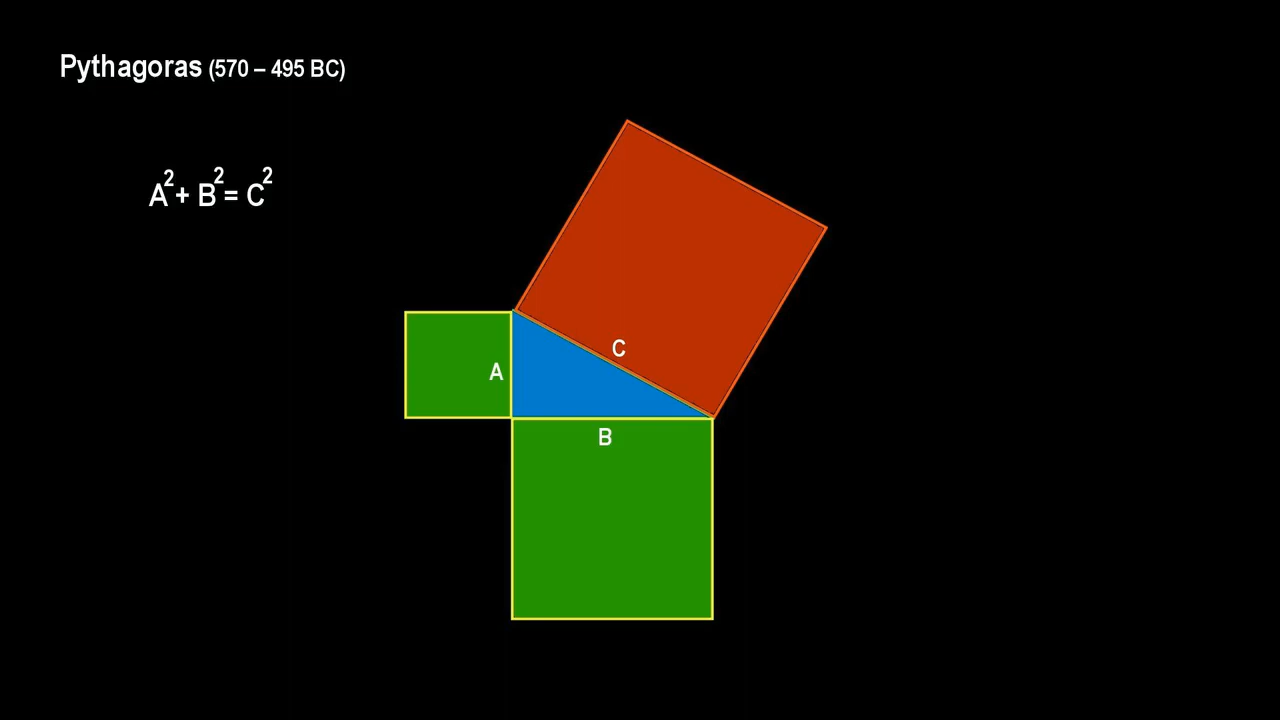 Pythagoras (570 – 495 BC)
A² + B² = C²
C
A
B